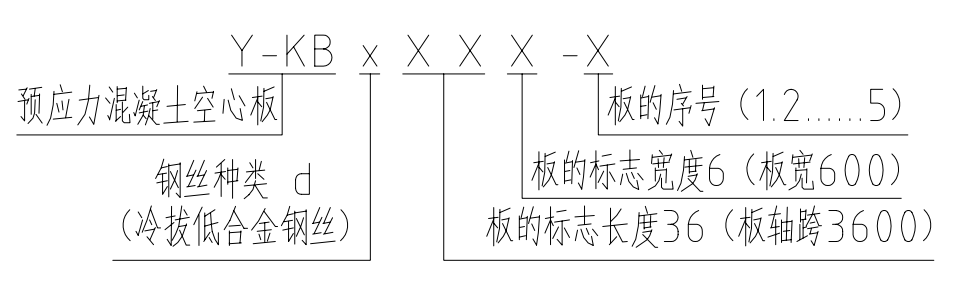 Y-KB x X X X -X
预应力混凝土空心板
板的序号（1.2......5）
钢丝种类 d
（冷拔低合金钢丝）
板的标志宽度6（板宽600）
板的标志长度36（板轴跨3600）